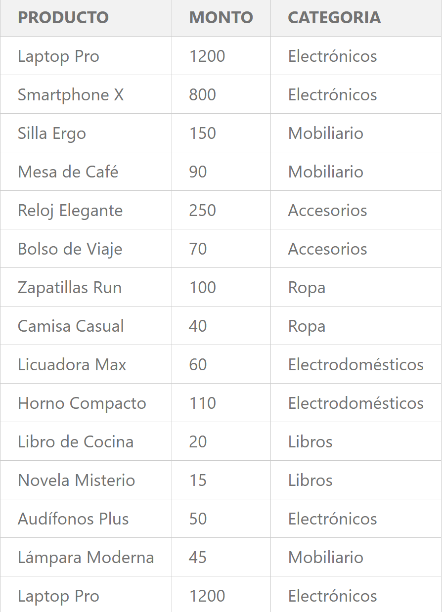 PRODUCTO MONTO CATEGORIA
Laptop Pro 1200 Electrónicos
Smartphone X 800 Electrónicos
Silla Ergo 150 Mobiliario
Mesa de Café 90 Mobiliario
Reloj Elegante 250 Accesorios
Bolso de Viaje 70 Accesorios
Zapatillas Run 100 Ropa
Camisa Casual 40 Ropa
Licuadora Max 60 Electrodomésticos
Horno Compacto 110 Electrodomésticos
Libro de Cocina 20 Libros
Novela Misterio 15 Libros
Audífonos Plus 50 Electrónicos
Lámpara Moderna 45 Mobiliario
Laptop Pro 1200 Electrónicos